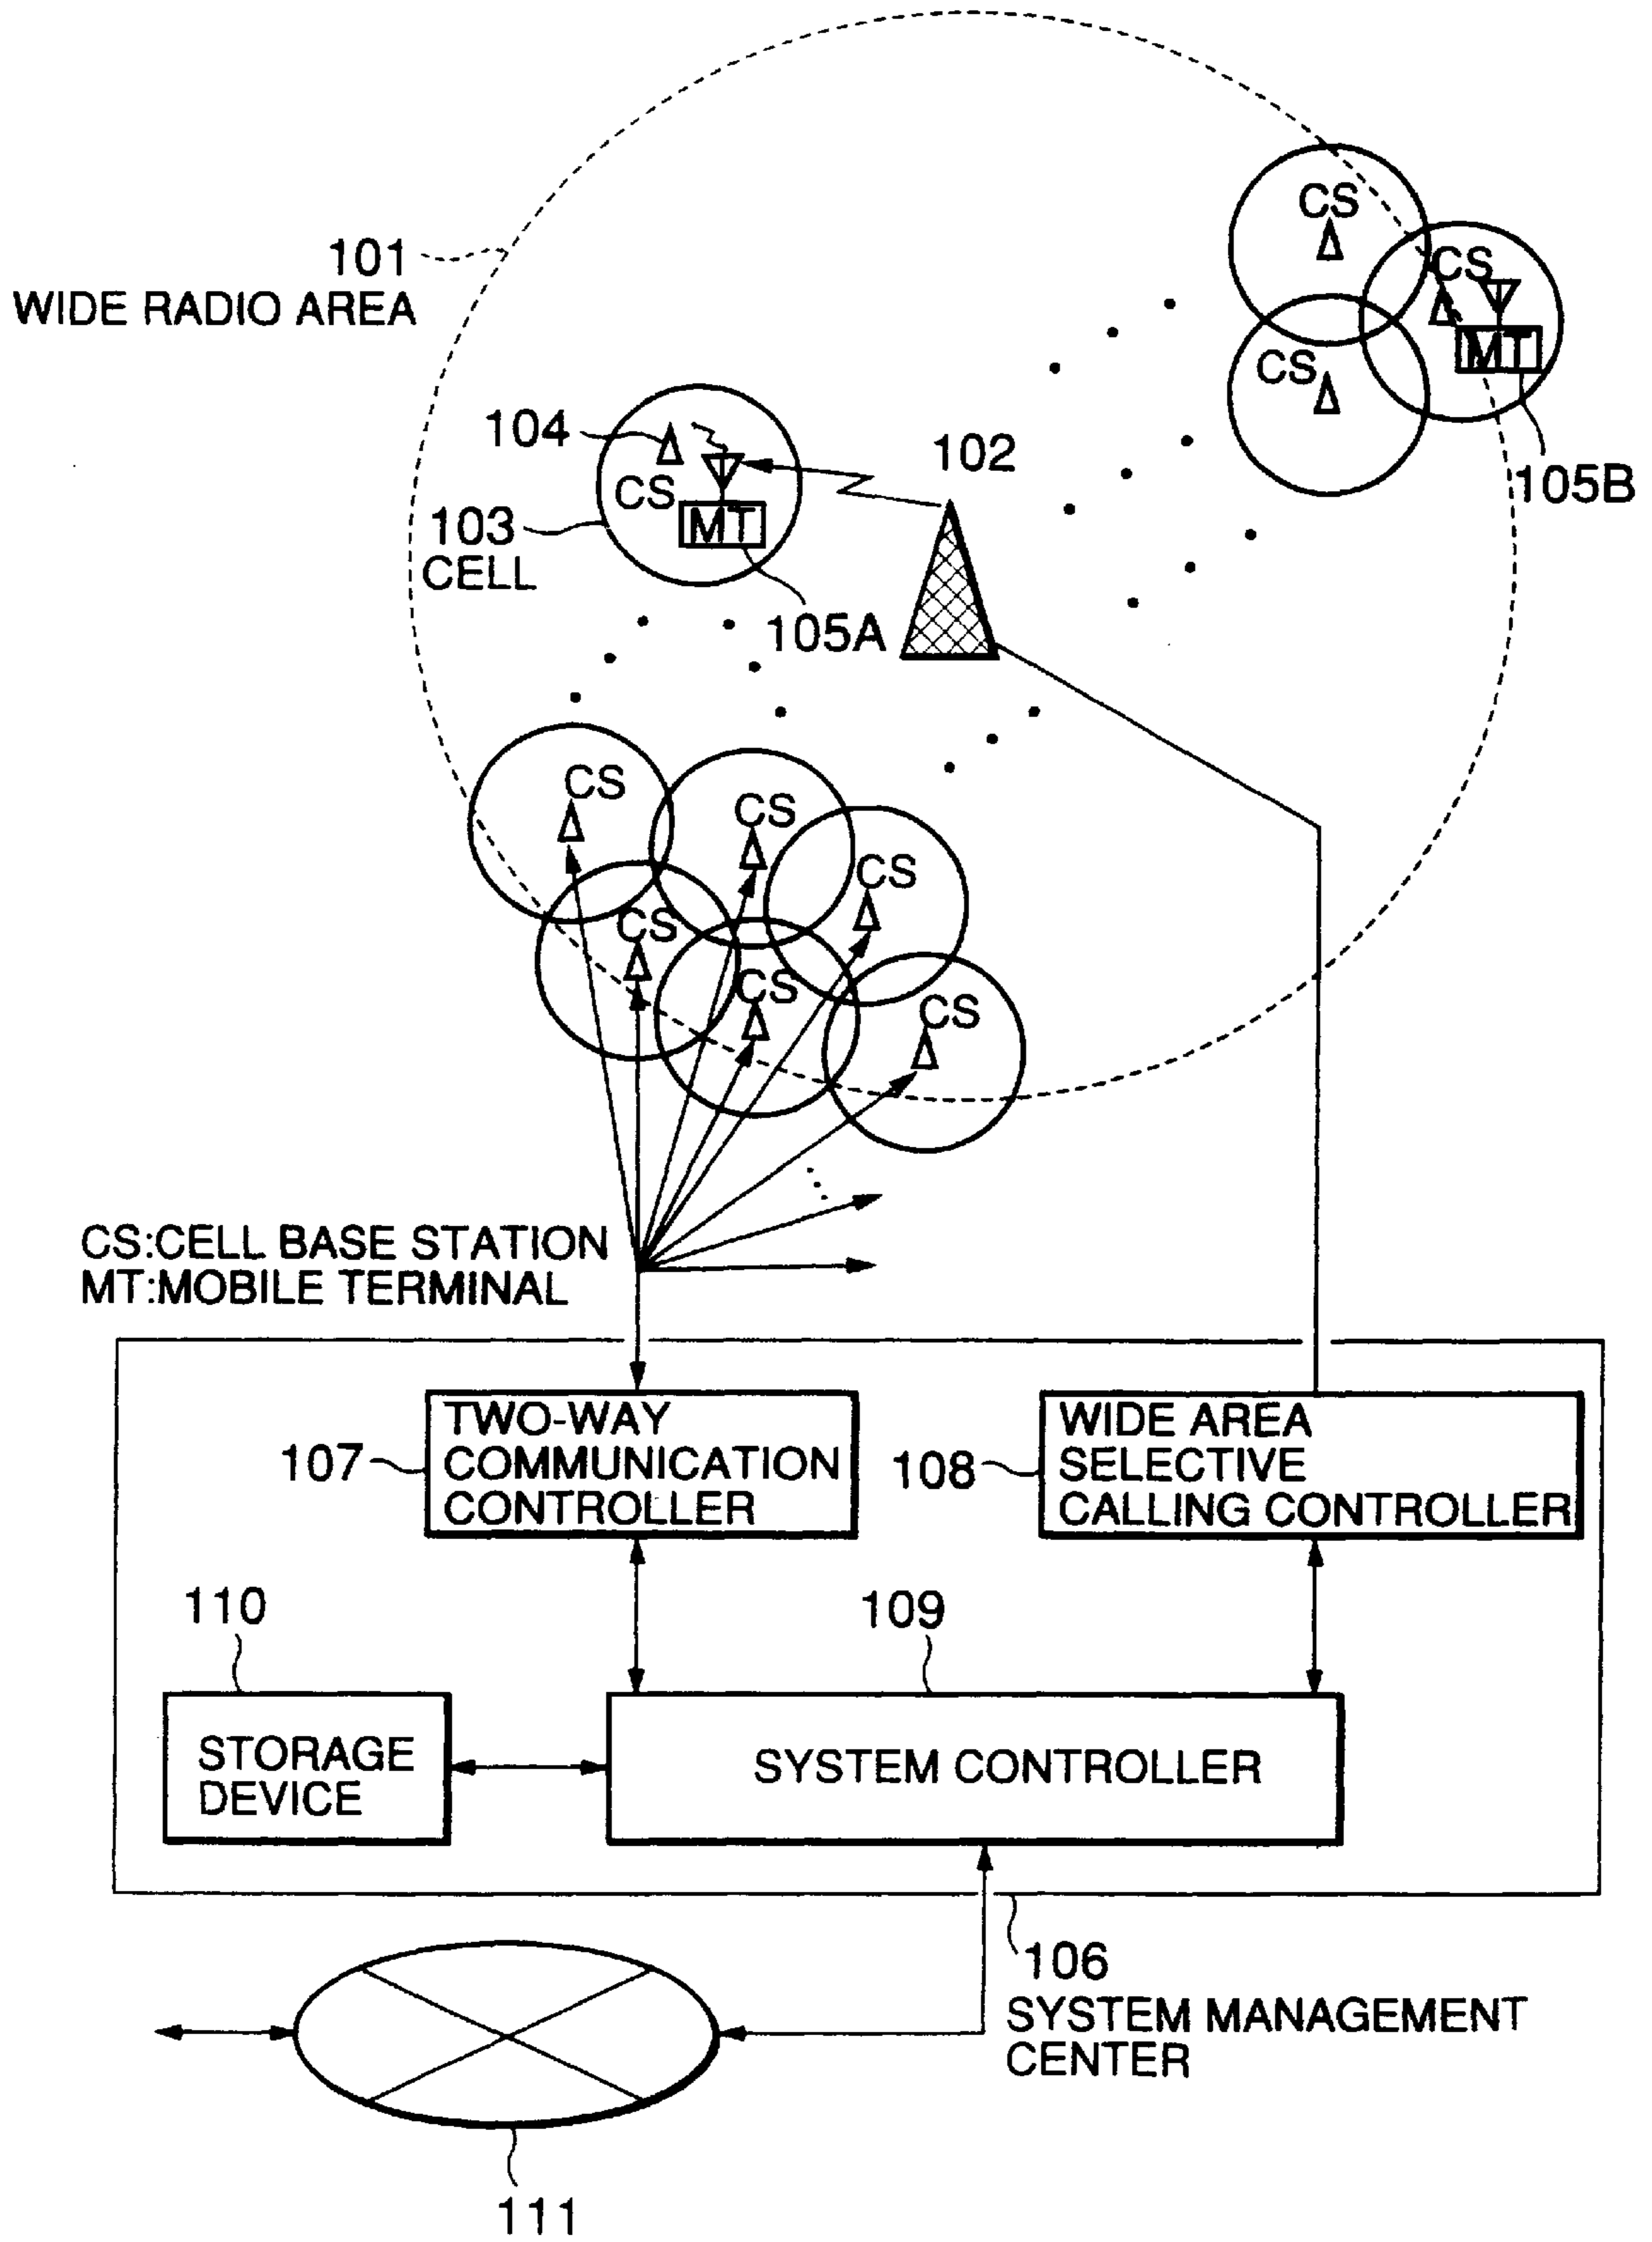 101
WIDE RADIO AREA
CS
CS
MT
CS
105B
104
CS
MT
103
CELL
105A
102
CS
CS
CS
CS
CS
CS
CS:CELL BASE STATION
MT:MOBILE TERMINAL
TWO-WAY
COMMUNICATION
CONTROLLER
107
WIDE AREA
SELECTIVE
CALLING CONTROLLER
108
110
109
STORAGE
DEVICE
SYSTEM CONTROLLER
106
SYSTEM MANAGEMENT
CENTER
111